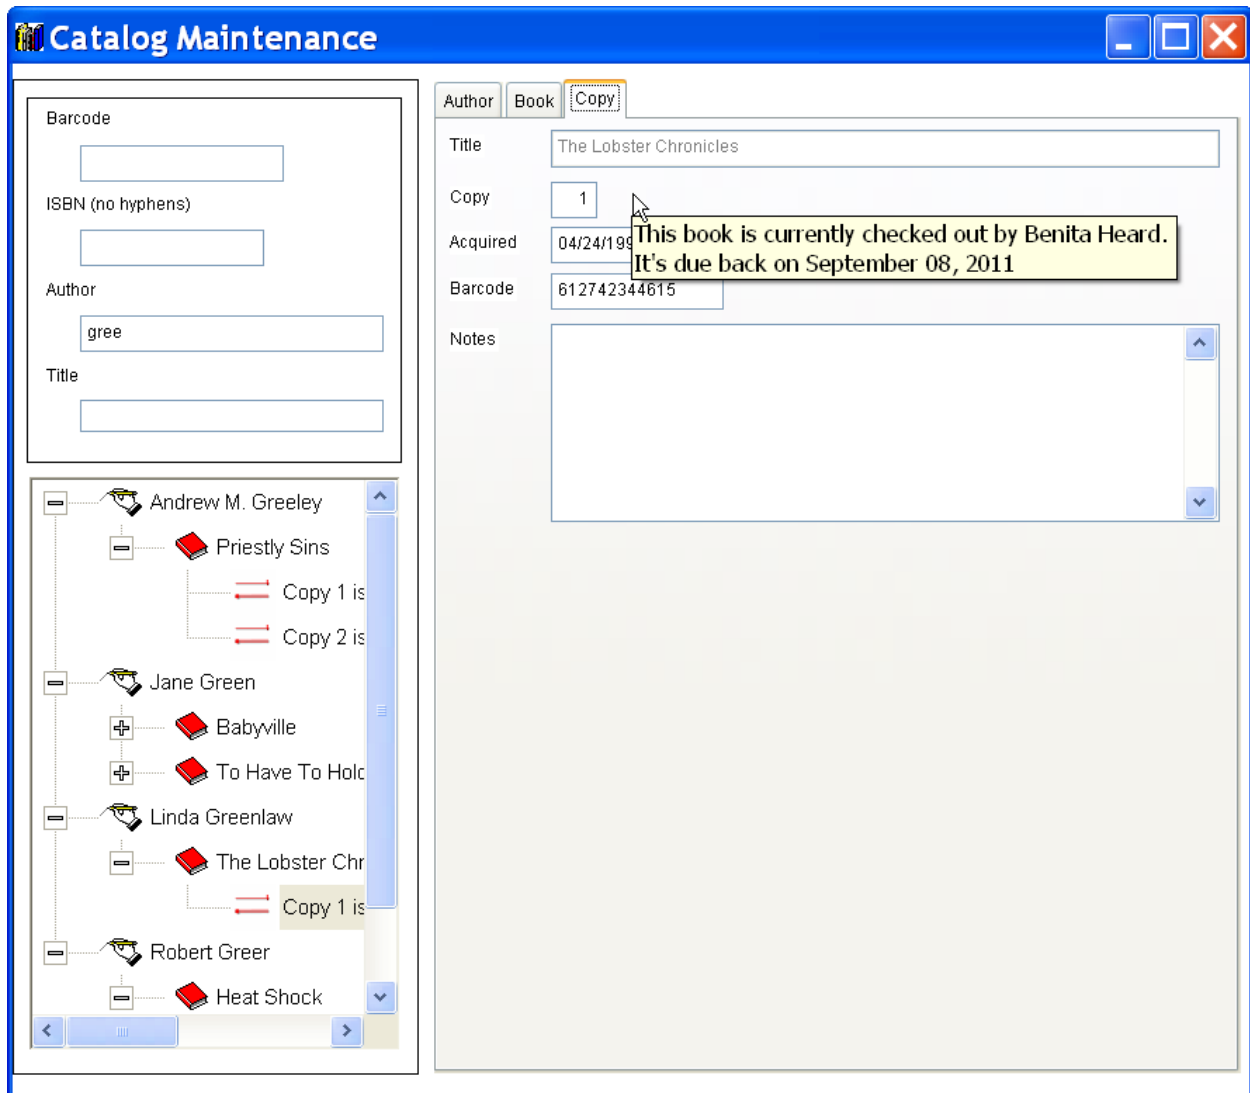 Catalog Maintenance
Barcode
ISBN (no hyphens)
Author
gree
Title
Andrew M. Greeley
Priestly Sins
Copy 1 is
Copy 2 is
Jane Green
Babyville
To Have To Hold
Linda Greenlaw
The Lobster Chr
Copy 1 is
Robert Greer
Heat Shock
Author Book Copy
Title The Lobster Chronicles
Copy 1
This book is currently checked out by Benita Heard.
It's due back on September 08, 2011
Acquired 04/24/199
Barcode 612742344615
Notes